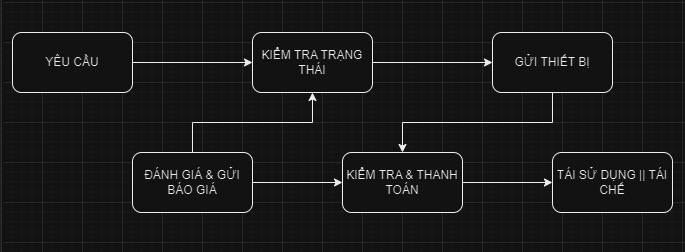 YÊU CẦU
KIỂM TRA TRẠNG
THÁI
GỬI THIẾT BỊ
ĐÁNH GIÁ & GỬI
BÁO GIÁ
KIỂM TRA & THANH
TOÁN
TÁI SỬ DỤNG || TÁI
CHẾ